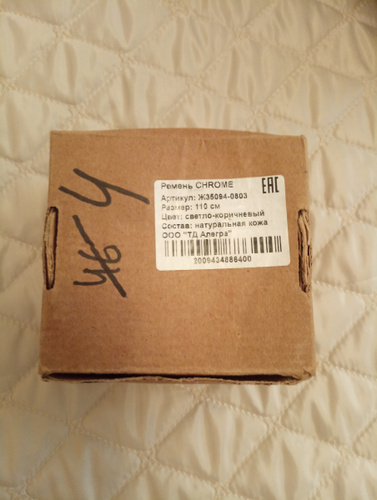 Ремень CHROME
EAC
Артикул: Ж35094-0803
Размер: 110 см
Цвет: светло-коричневый
Состав: натуральная кожа
ООО "ТД Алегра"
2009434886400
46 Ч